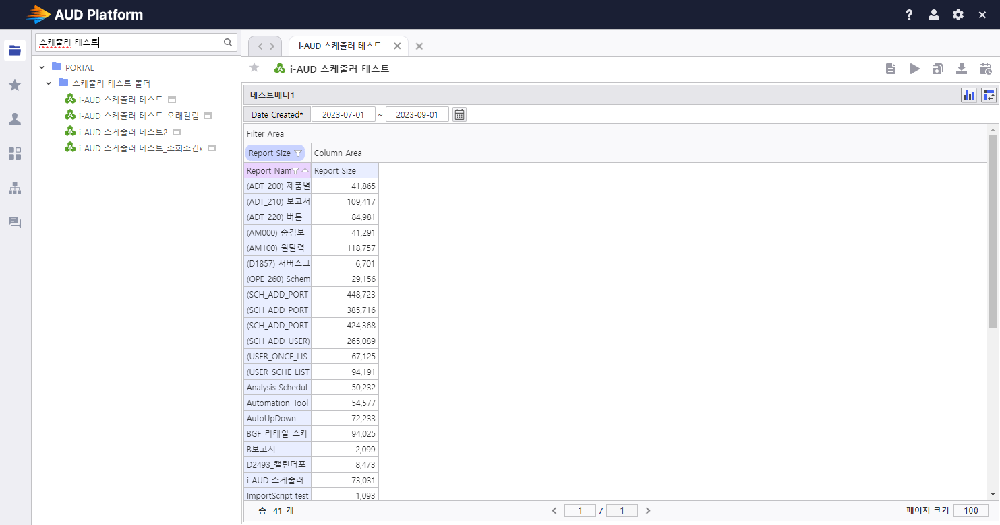 AUD Platform
스케줄러 테스트
PORTAL
스케줄러 테스트 폴더
i-AUD 스케줄러 테스트
i-AUD 스케줄러 테스트_오래걸림
i-AUD 스케줄러 테스트2
i-AUD 스케줄러 테스트_조회조건x
i-AUD 스케줄러 테스트
i-AUD 스케줄러 테스트
테스트메타1
Date Created* 2023-07-01 ~ 2023-09-01
Filter Area
Report Size Column Area
Report Nam Report Size
(ADT_200) 제품별 41,865
(ADT_210) 보고서 109,417
(ADT_220) 버튼 84,981
(AM000) 숨김보 41,291
(AM100) 월달력 118,757
(D1857) 서버스크 6,701
(OPE_260) Schem 29,156
(SCH_ADD_PORT 448,723
(SCH_ADD_PORT 385,716
(SCH_ADD_PORT 424,368
(SCH_ADD_USER) 265,089
(USER_ONCE_LIS 67,125
(USER_SCHE_LIST 94,191
Analysis Schedul 50,232
Automation_Tool 54,577
AutoUpDown 72,233
BGF_리테일_스케 94,025
B보고서 2,099
D2493_캘린더포 8,473
i-AUD 스케줄러 73,031
ImportScript test 1,093
총 41 개 1 / 1 페이지 크기 100